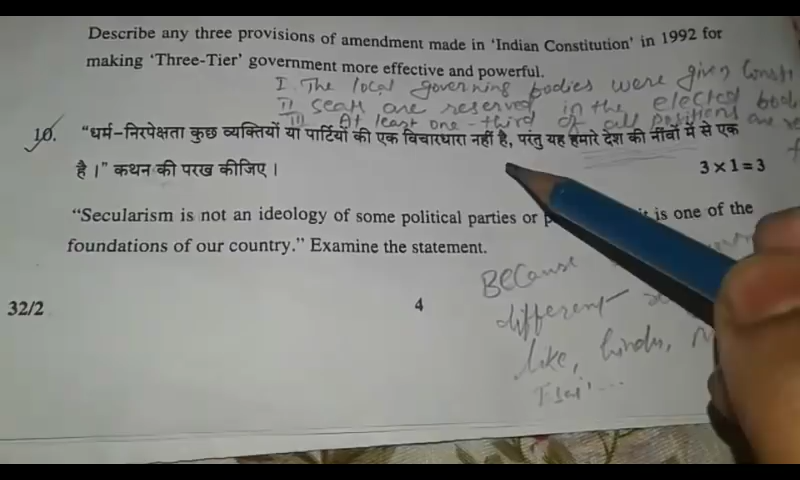 Describe any three provisions of amendment made in ‘Indian Constitution’ in 1992 for
making ‘Three-Tier’ government more effective and powerful.
I. The local governing bodies were given
II seats are reserved in the elected
III At least one-third of all positions are
10. “धर्म–निरपेक्षता कुछ व्यक्तियों या पार्टियों की एक विचारधारा नहीं है, परंतु यह हमारे देश की नींवों में से एक
है।” कथन की परख कीजिए। 3 × 1 = 3
“Secularism is not an ideology of some political parties or is one of the
foundations of our country.” Examine the statement.
Because
different
like, hindu,
32/2 4